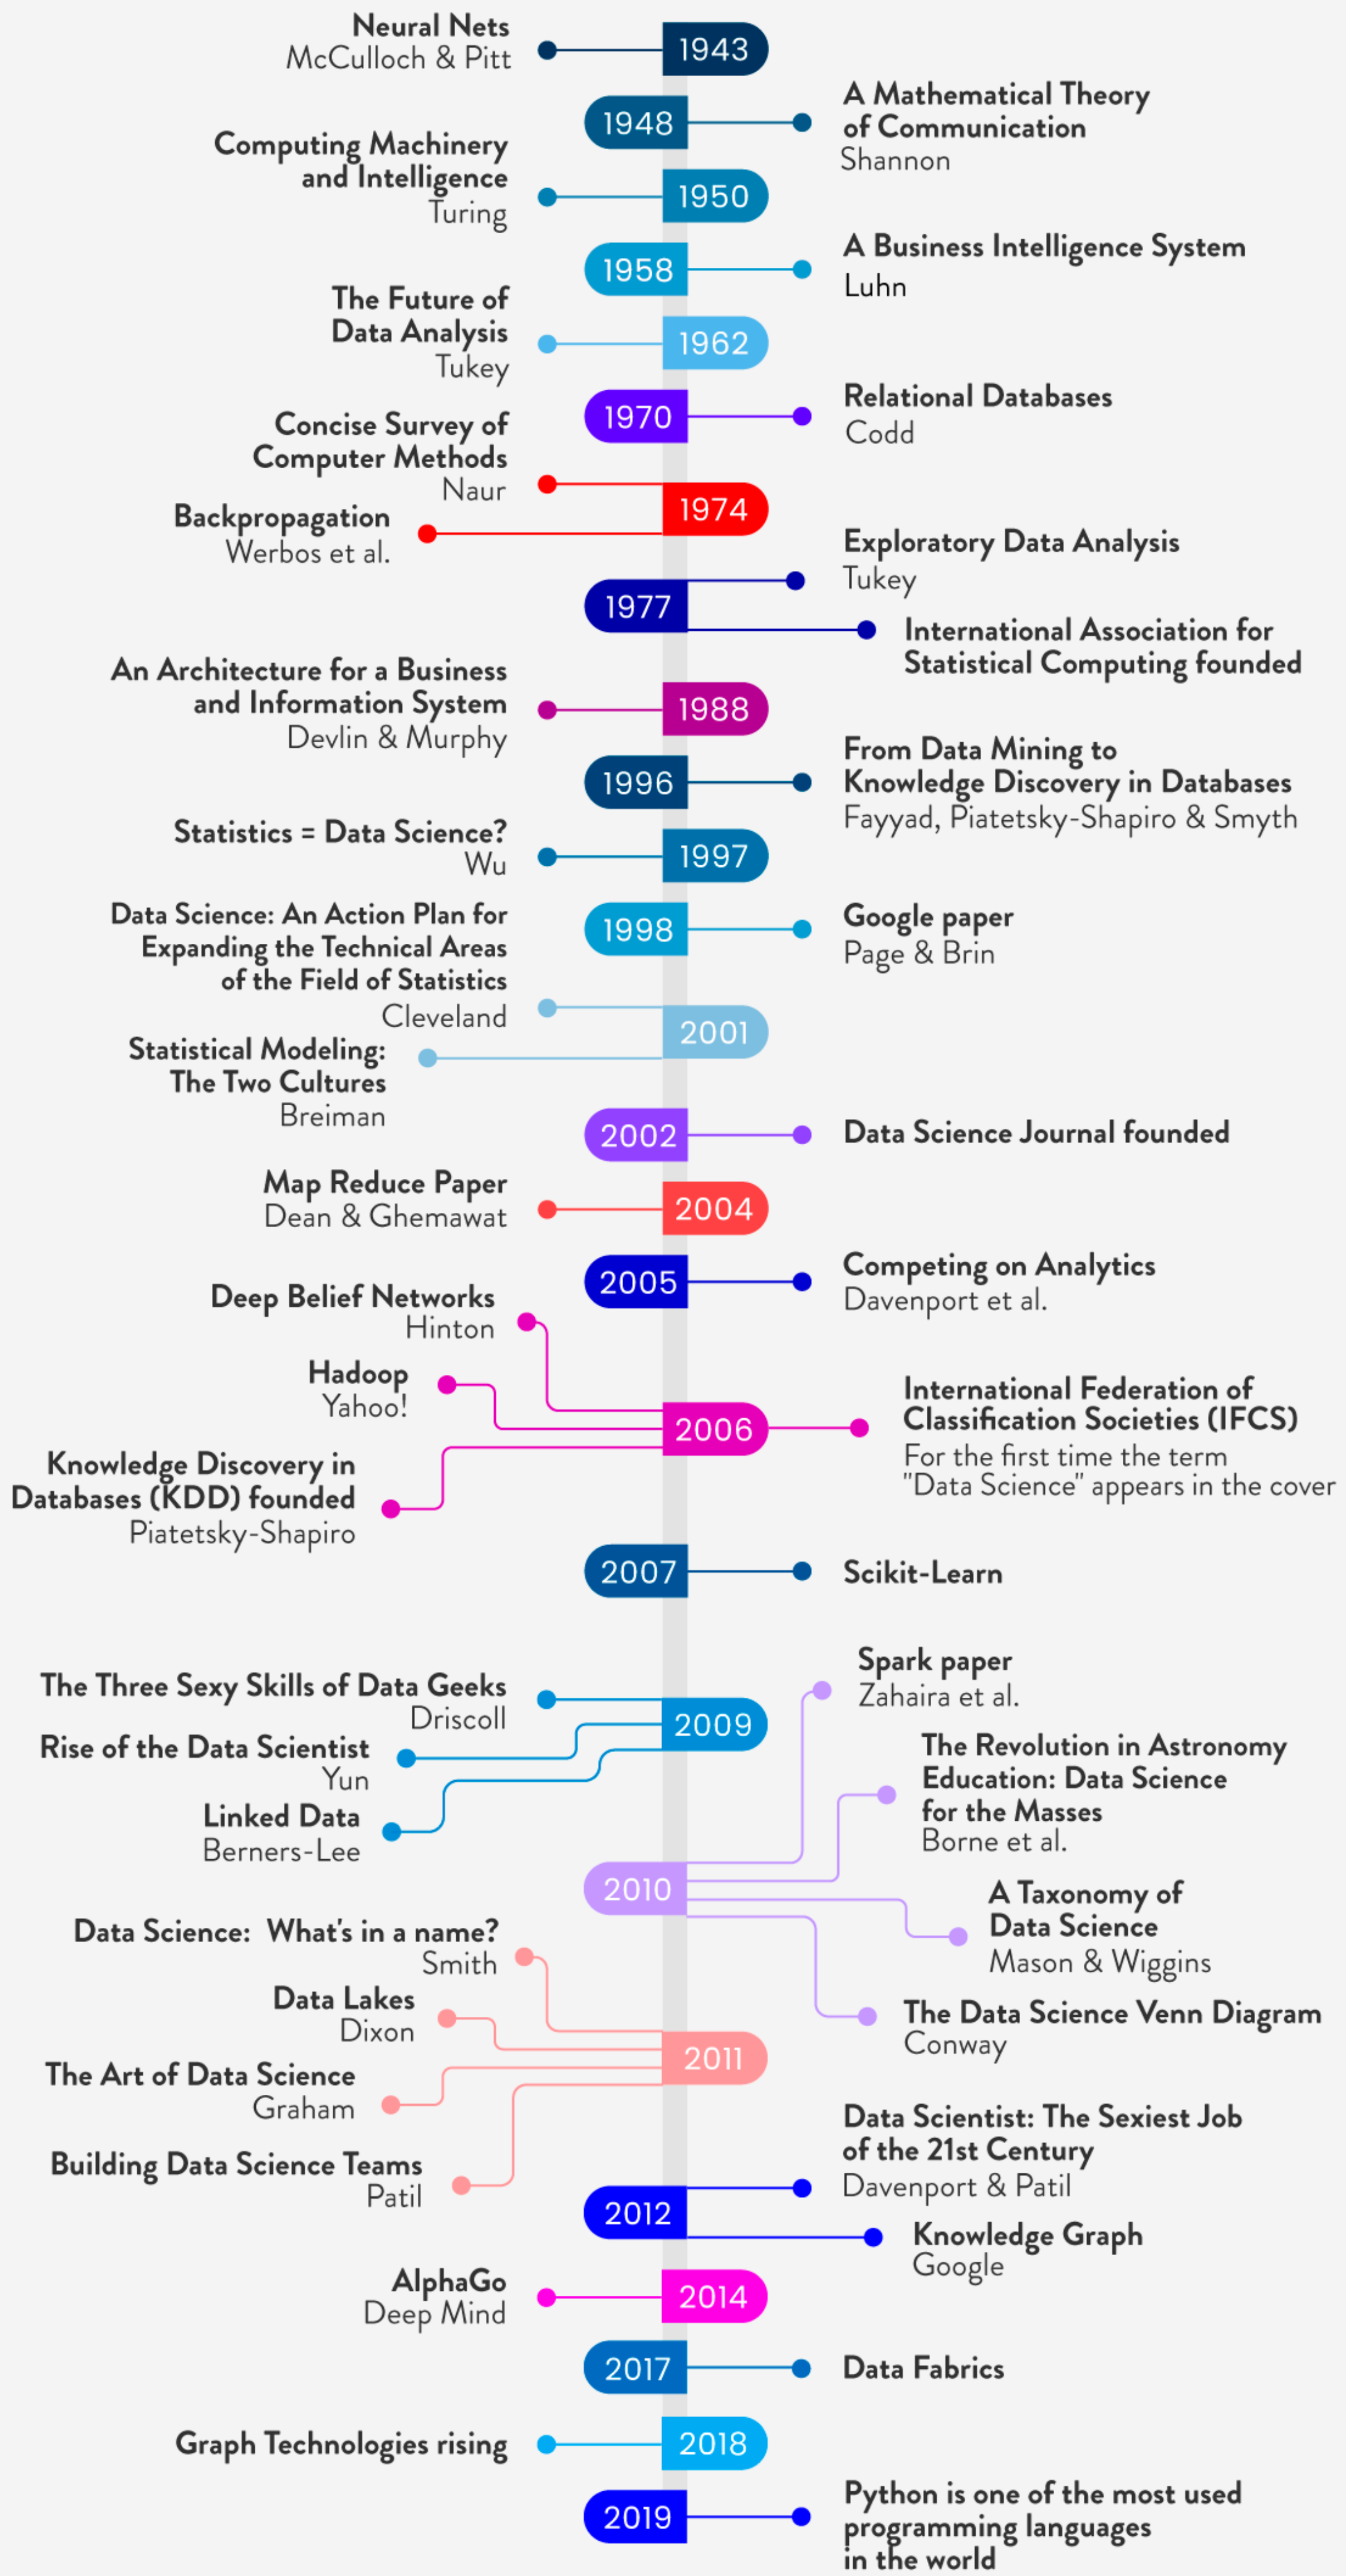 Neural Nets
McCulloch & Pitt
1943
1948
A Mathematical Theory
of Communication
Shannon
Computing Machinery
and Intelligence
Turing
1950
1958
A Business Intelligence System
Luhn
The Future of
Data Analysis
Tukey
1962
1970
Relational Databases
Codd
Concise Survey of
Computer Methods
Naur
Backpropagation
Werbos et al.
1974
1977
Exploratory Data Analysis
Tukey
International Association for
Statistical Computing founded
An Architecture for a Business
and Information System
Devlin & Murphy
1988
1996
From Data Mining to
Knowledge Discovery in Databases
Fayyad, Piatetsky-Shapiro & Smyth
Statistics = Data Science?
Wu
1997
1998
Google paper
Page & Brin
Data Science: An Action Plan for
Expanding the Technical Areas
of the Field of Statistics
Cleveland
Statistical Modeling:
The Two Cultures
Breiman
2001
2002
Data Science Journal founded
Map Reduce Paper
Dean & Ghemawat
2004
2005
Competing on Analytics
Davenport et al.
Deep Belief Networks
Hinton
Hadoop
Yahoo!
Knowledge Discovery in
Databases (KDD) founded
Piatetsky-Shapiro
2006
International Federation of
Classification Societies (IFCS)
For the first time the term
"Data Science" appears in the cover
2007
Scikit-Learn
The Three Sexy Skills of Data Geeks
Driscoll
Rise of the Data Scientist
Yun
Linked Data
Berners-Lee
2009
2010
Spark paper
Zahaira et al.
The Revolution in Astronomy
Education: Data Science
for the Masses
Borne et al.
A Taxonomy of
Data Science
Mason & Wiggins
The Data Science Venn Diagram
Conway
Data Science: What's in a name?
Smith
Data Lakes
Dixon
The Art of Data Science
Graham
Building Data Science Teams
Patil
2011
2012
Data Scientist: The Sexiest Job
of the 21st Century
Davenport & Patil
Knowledge Graph
Google
AlphaGo
Deep Mind
2014
2017
Data Fabrics
Graph Technologies rising
2018
2019
Python is one of the most used
programming languages
in the world